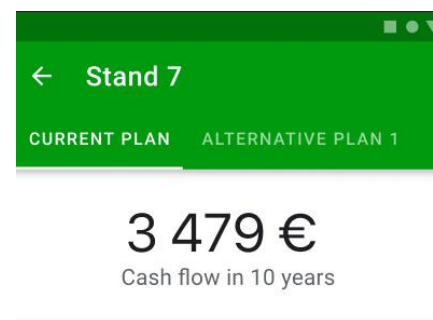 Stand 7
CURRENT PLAN ALTERNATIVE PLAN 1
3 479 €
Cash flow in 10 years